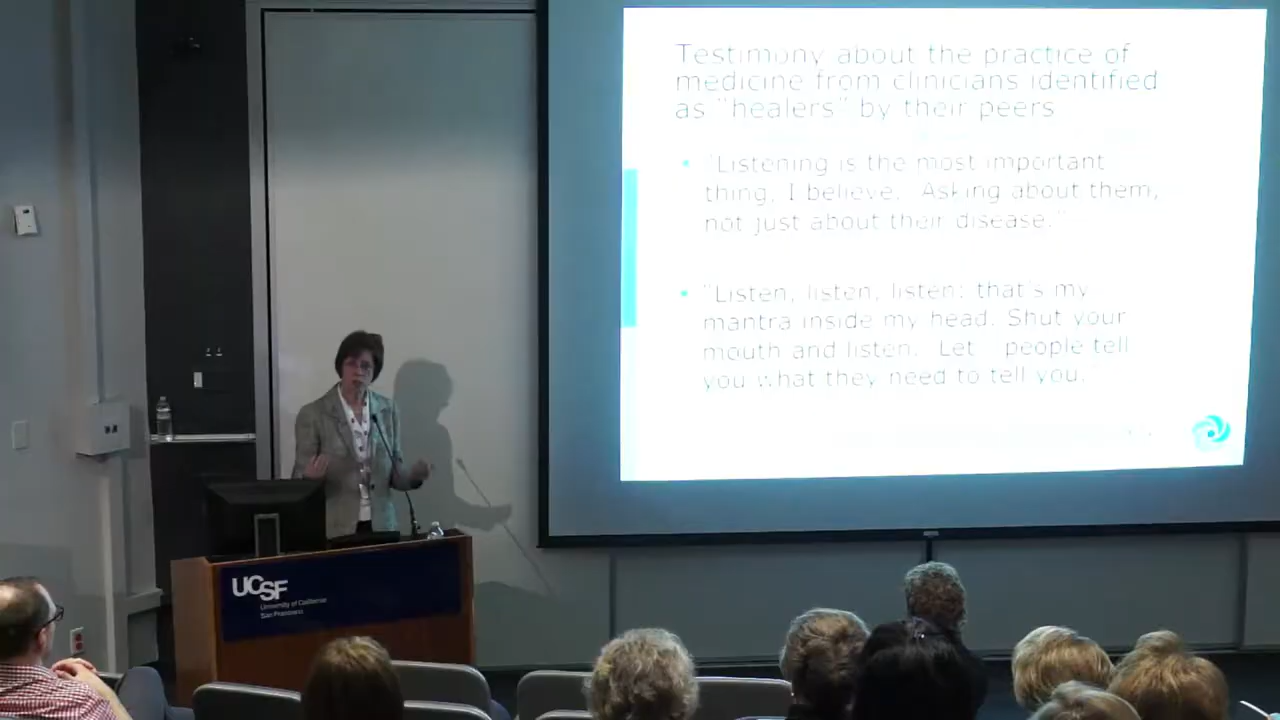 Testimony about the practice of
medicine from clinicians identified
as "healers" by their peers
• "Listening is the most important
thing, I believe. Asking about them,
not just about their disease."
• "Listen, listen, listen: that's my
mantra inside my head. Shut your
mouth and listen. Let people tell
you what they need to tell you."
UCSF
University of California
San Francisco